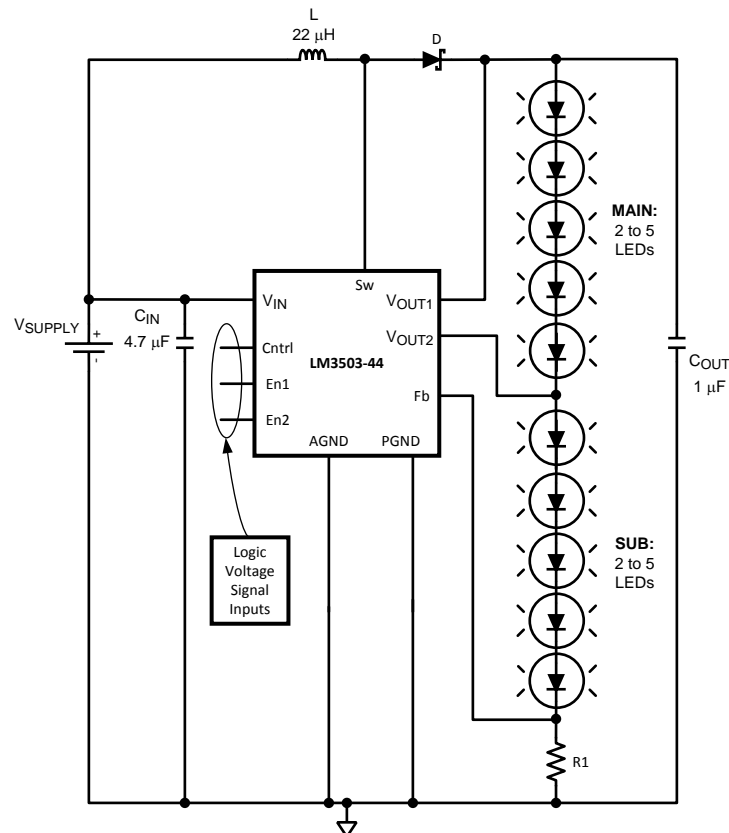 L
22 µH
D
MAIN:
2 to 5
LEDs
Sw
VIN
VOUT1
VSUPPLY
+
-
CIN
4.7 µF
VOUT2
Cntrl
LM3503-44
En1
Fb
En2
COUT
1 µF
AGND
PGND
Logic
Voltage
Signal
Inputs
SUB:
2 to 5
LEDs
R1